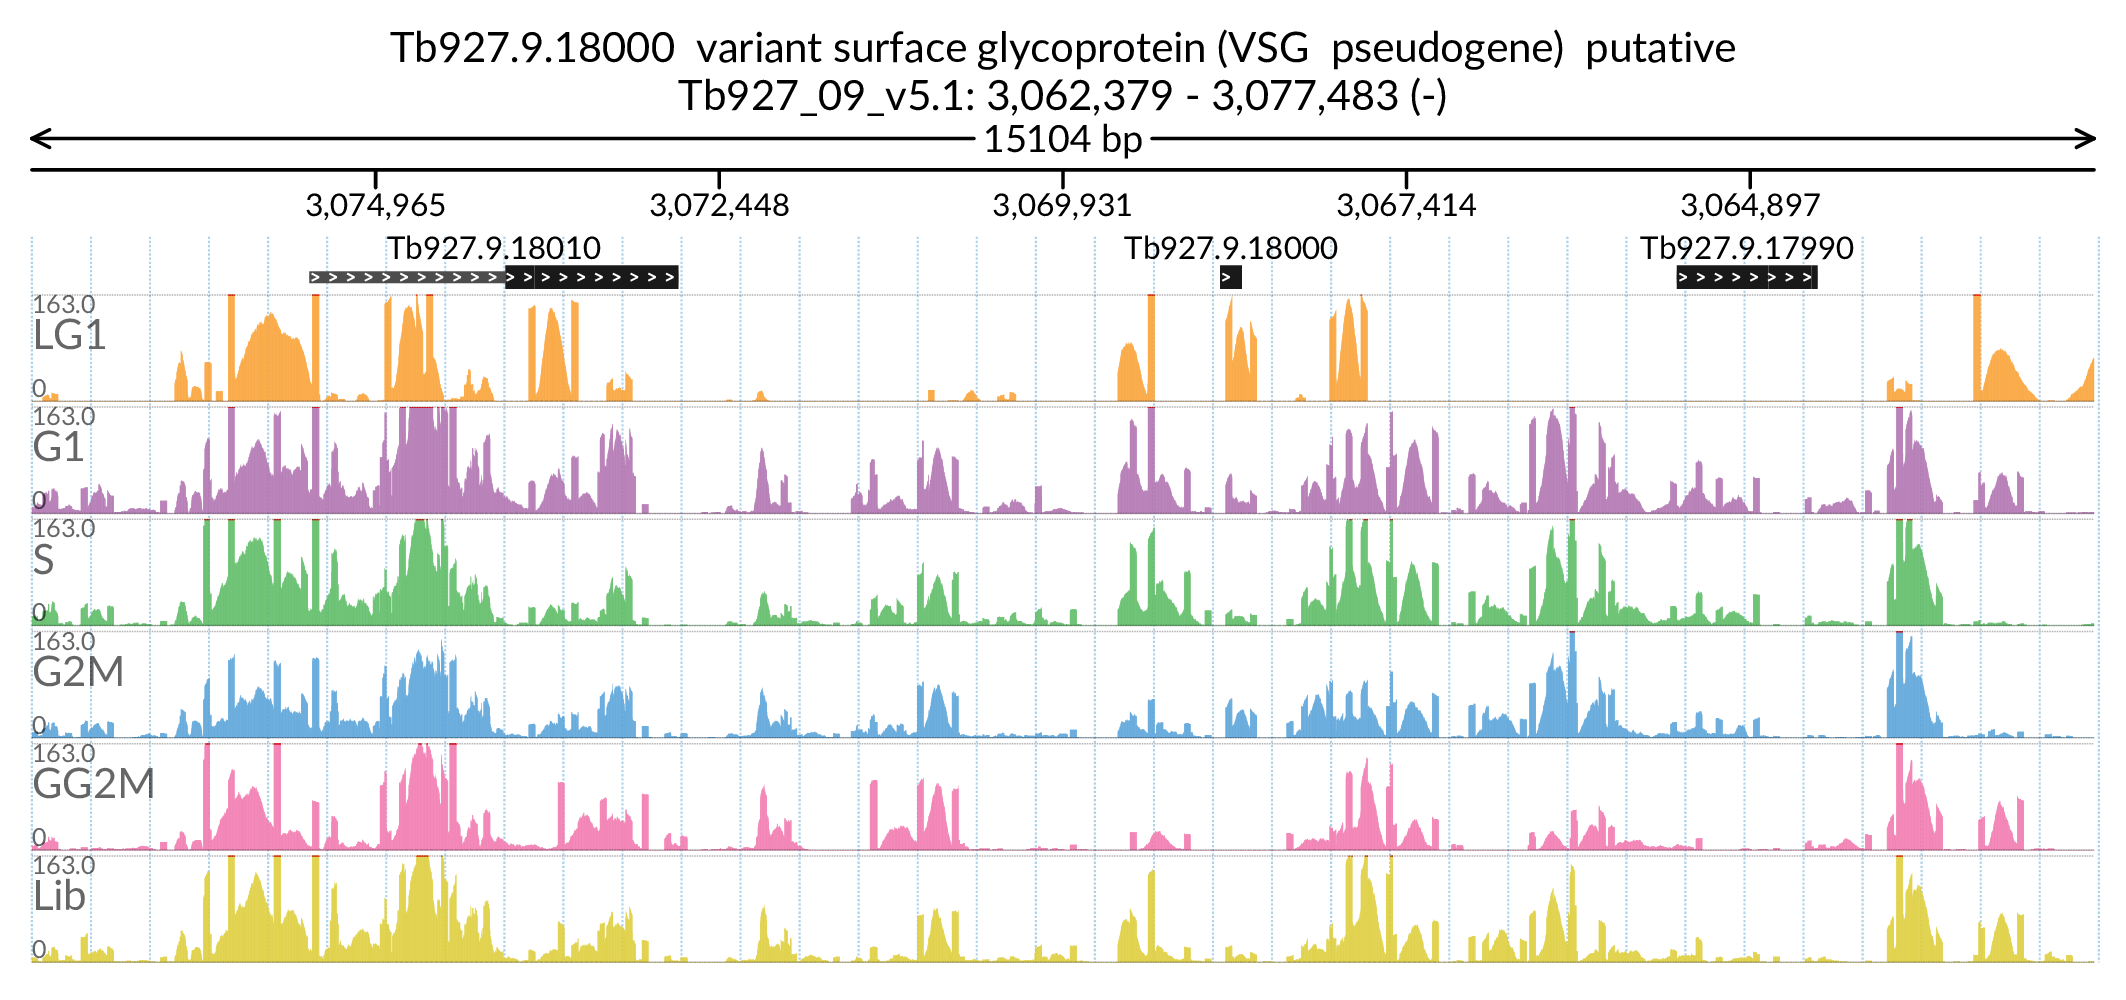 Tb927.9.18000 variant surface glycoprotein (VSG pseudogene) putative
Tb927_09_v5.1: 3,062,379 - 3,077,483 (-)
15104 bp
3,074,965 3,072,448 3,069,931 3,067,414 3,064,897
Tb927.9.18010 Tb927.9.18000 Tb927.9.17990
163.0
LG1
0
163.0
G1
0
163.0
S
0
163.0
G2M
0
163.0
GG2M
0
163.0
Lib
0